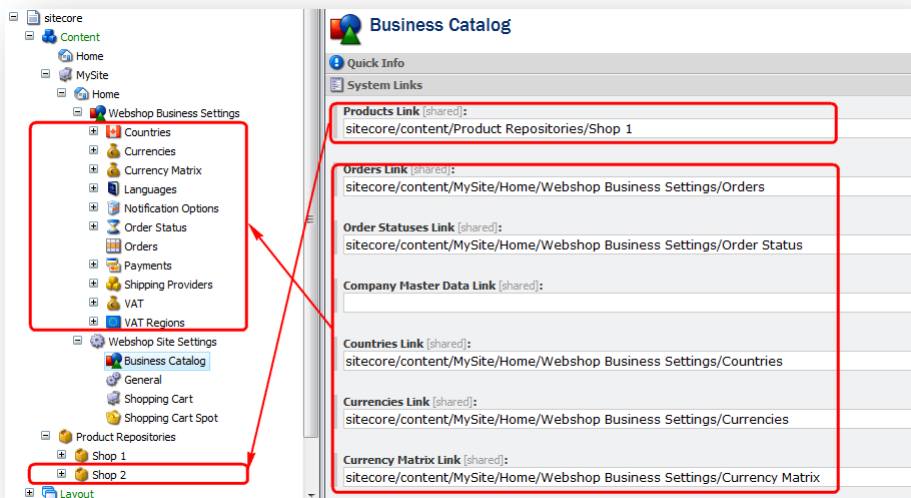 sitecore
Content
Home
MySite
Home
Webshop Business Settings
Countries
Currencies
Currency Matrix
Languages
Notification Options
Order Status
Orders
Payments
Shipping Providers
VAT
VAT Regions
Webshop Site Settings
Business Catalog
General
Shopping Cart
Shopping Cart Spot
Product Repositories
Shop 1
Shop 2
Layout
Business Catalog
Quick Info
System Links
Products Link [shared]:
sitecore/content/Product Repositories/Shop 1
Orders Link [shared]:
sitecore/content/MySite/Home/Webshop Business Settings/Orders
Order Statuses Link [shared]:
sitecore/content/MySite/Home/Webshop Business Settings/Order Status
Company Master Data Link [shared]:
Countries Link [shared]:
sitecore/content/MySite/Home/Webshop Business Settings/Countries
Currencies Link [shared]:
sitecore/content/MySite/Home/Webshop Business Settings/Currencies
Currency Matrix Link [shared]:
sitecore/content/MySite/Home/Webshop Business Settings/Currency Matrix